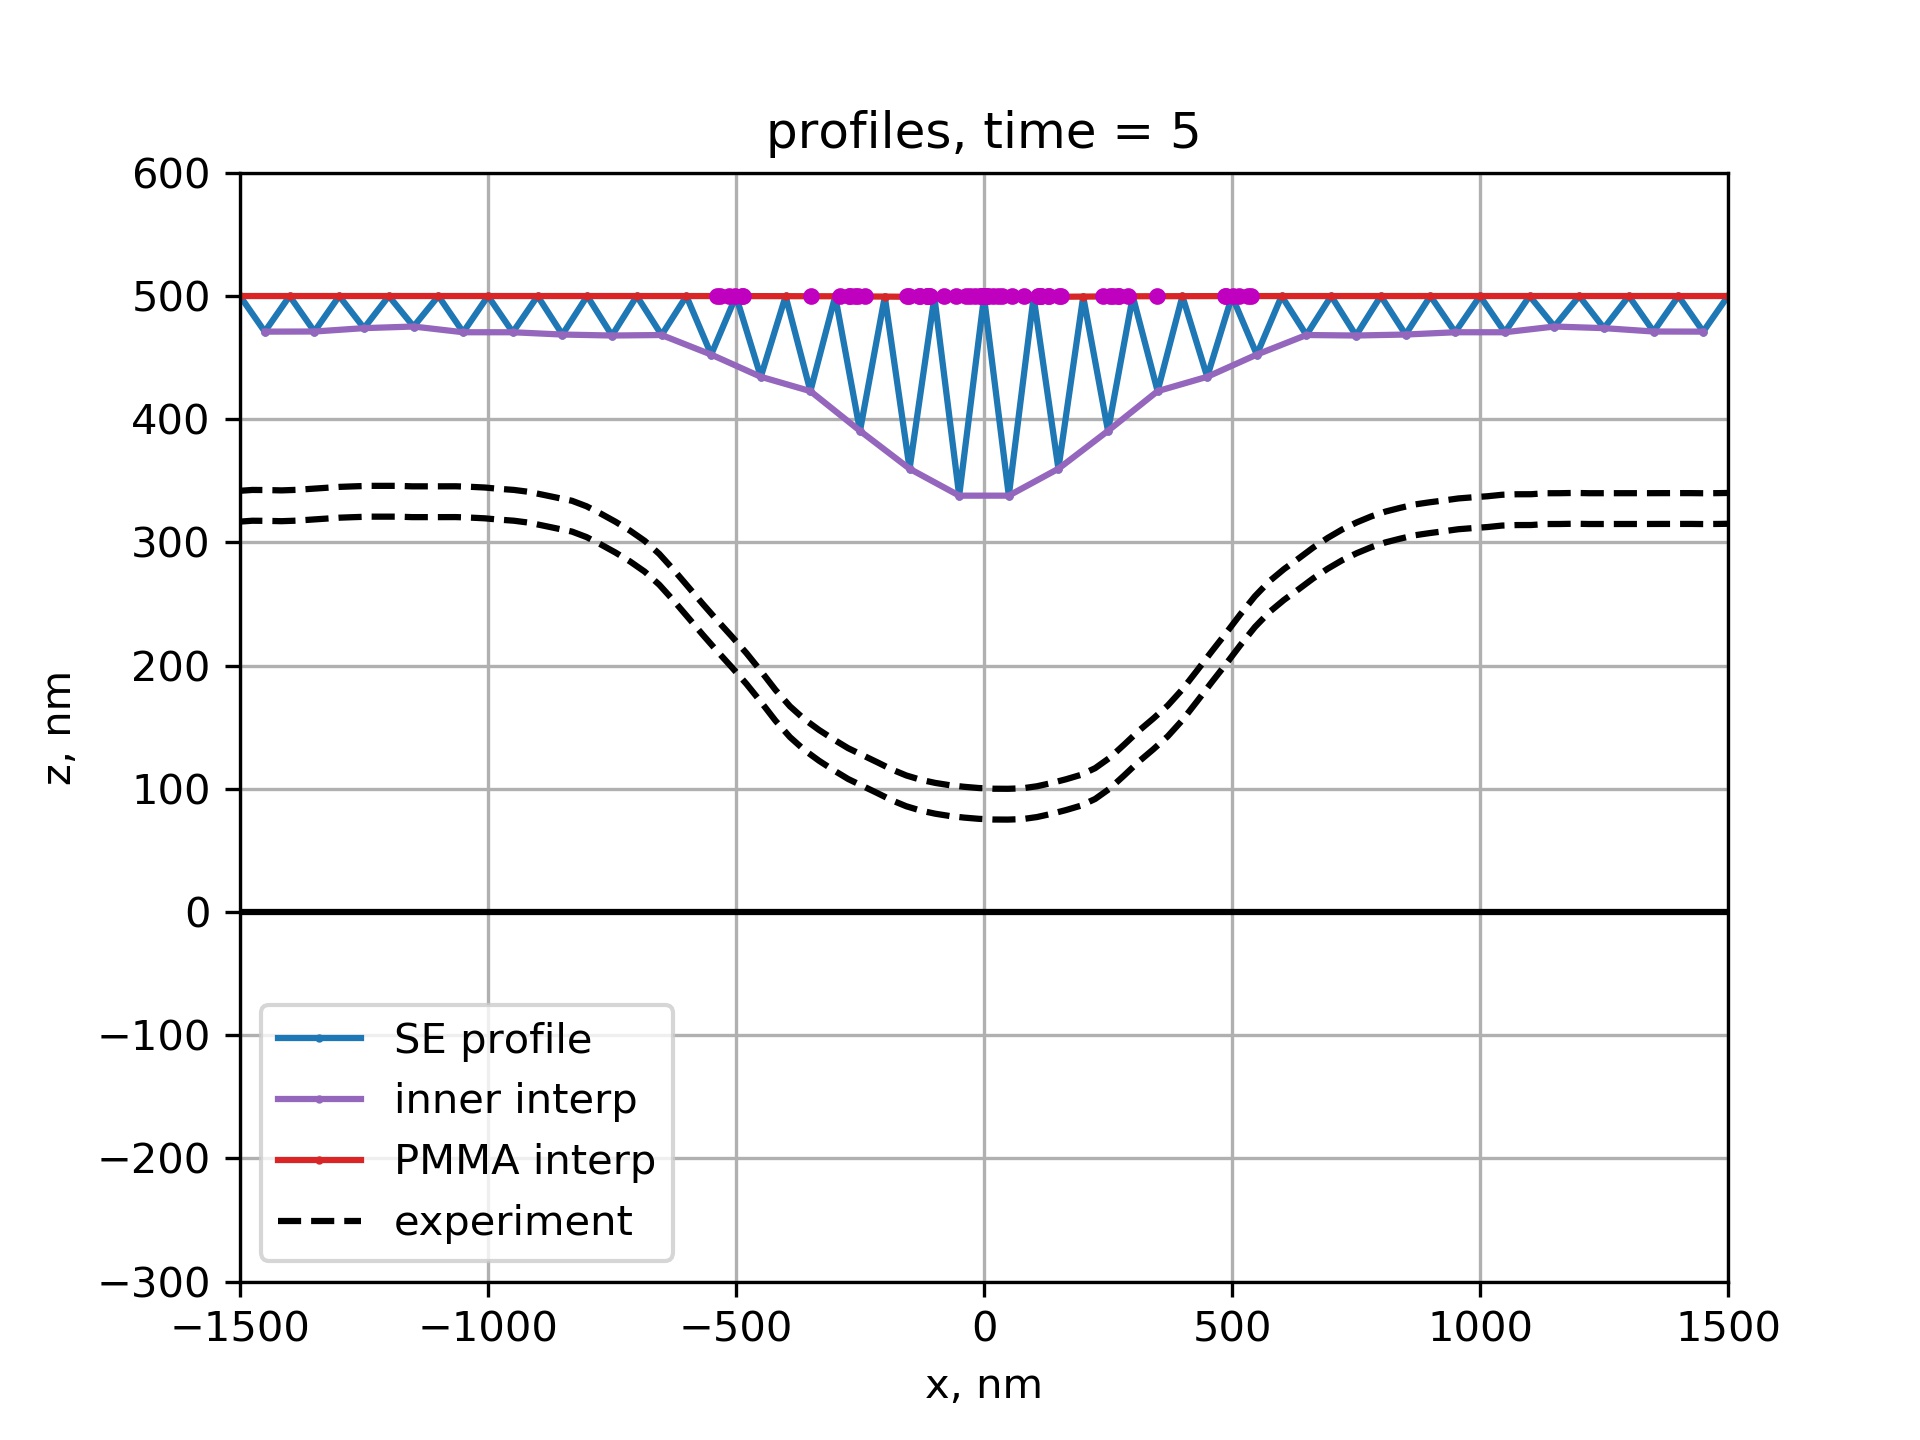 profiles, time = 5
600
500
400
300
200
100
0
−100
−200
−300
z, nm
SE profile
inner interp
PMMA interp
experiment
−1500 −1000 −500 0 500 1000 1500
x, nm